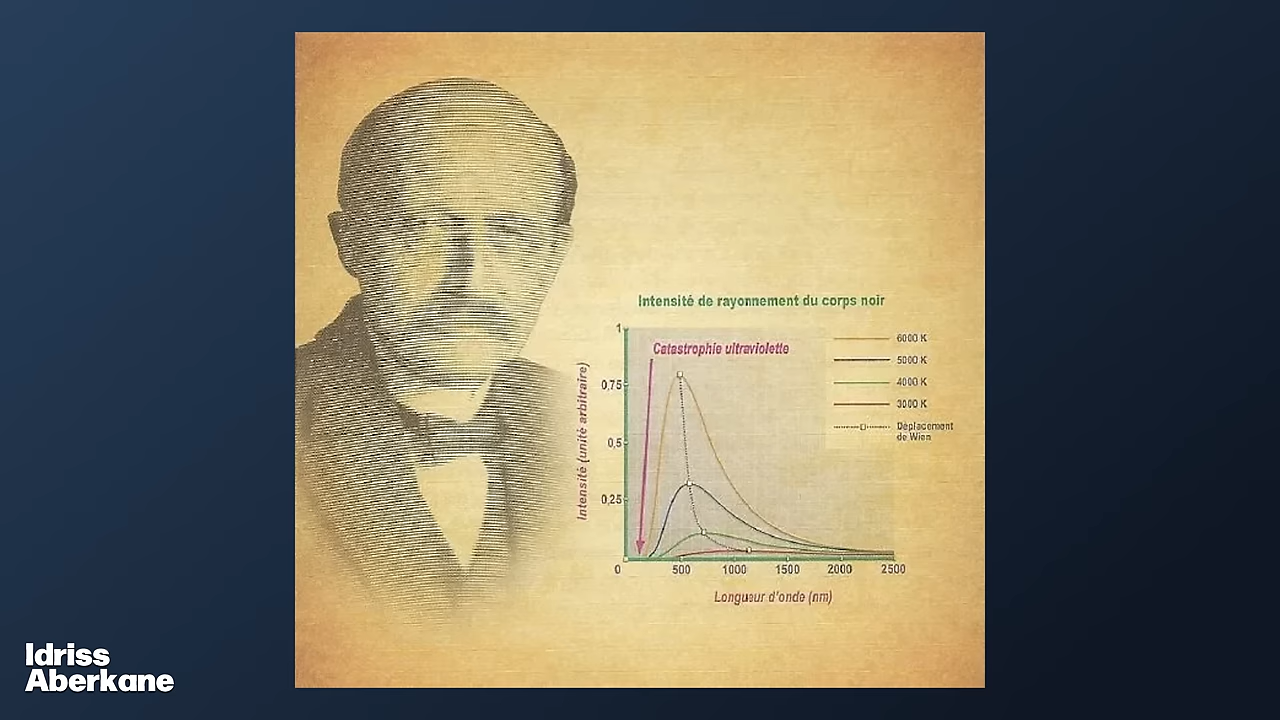 Intensité de rayonnement du corps noir
Catastrophie ultraviolette
1
0,75
0,5
0,25
0
500
1000
1500
2000
2500
Intensité (unité arbitraire)
Longueur d'onde (nm)
6000 K
5000 K
4000 K
3000 K
Déplacement
de Wien
Idriss
Aberkane